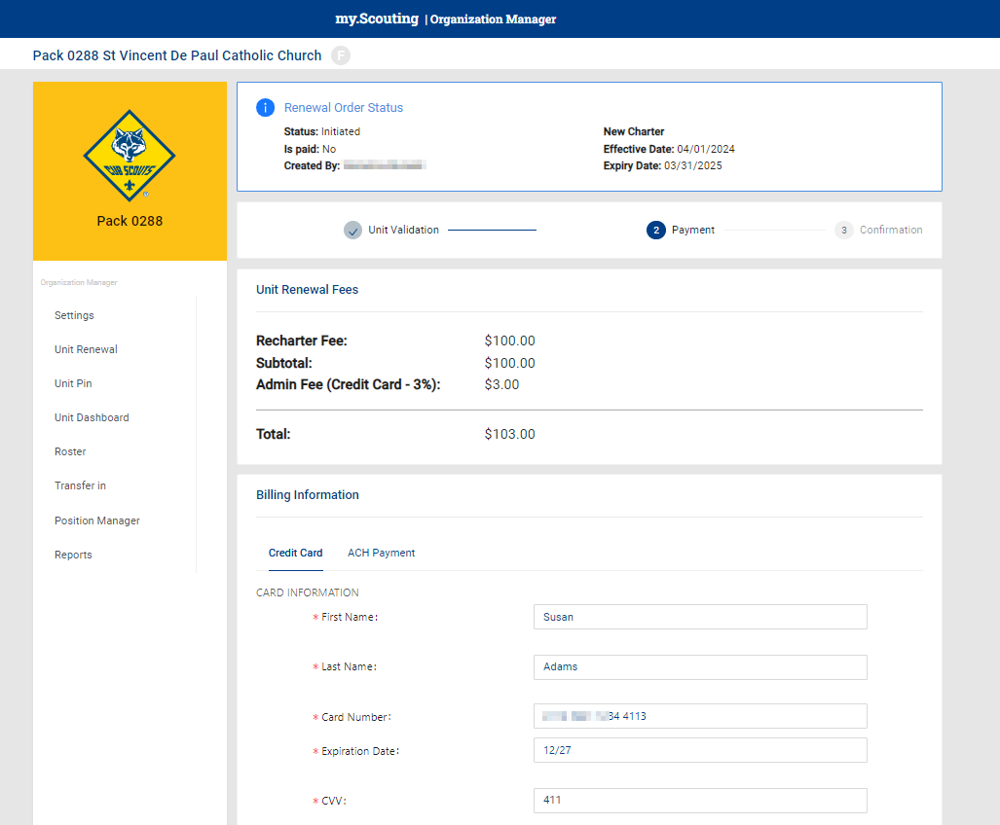 my.Scouting | Organization Manager
Pack 0288 St Vincent De Paul Catholic Church F
CUB SCOUTS
Pack 0288
Organization Manager
Settings
Unit Renewal
Unit Pin
Unit Dashboard
Roster
Transfer in
Position Manager
Reports
i Renewal Order Status
Status: Initiated
Is paid: No
Created By:
New Charter
Effective Date: 04/01/2024
Expiry Date: 03/31/2025
Unit Validation
2 Payment
3 Confirmation
Unit Renewal Fees
Recharter Fee: $100.00
Subtotal: $100.00
Admin Fee (Credit Card - 3%): $3.00
Total: $103.00
Billing Information
Credit Card ACH Payment
CARD INFORMATION
* First Name: Susan
* Last Name: Adams
* Card Number: 34 4113
* Expiration Date: 12/27
* CVV: 411